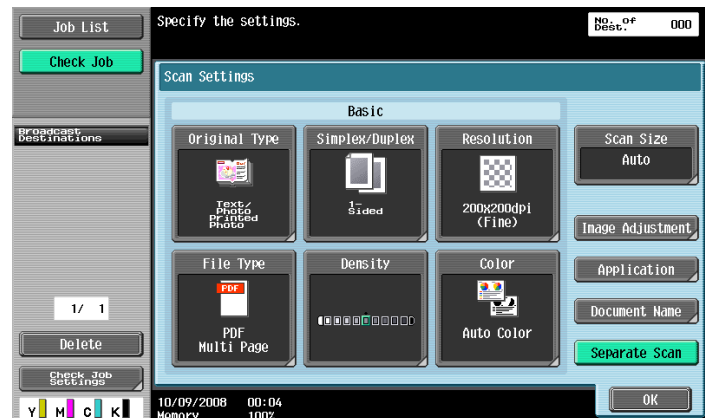 Job List
Check Job
Broadcast
Destinations
1/ 1
Delete
Check Job
Settings
Y M C K
Specify the settings.
No. of
Dest.
000
Scan Settings
Basic
Original Type
Text/
Photo
Printed
Photo
Simplex/Duplex
1-
Sided
Resolution
200X200dpi
(Fine)
File Type
PDF
PDF
Multi Page
Density
Color
Auto Color
Scan Size
Auto
Image Adjustment
Application
Document Name
Separate Scan
10/09/2008 00:04
Memory 100%
OK